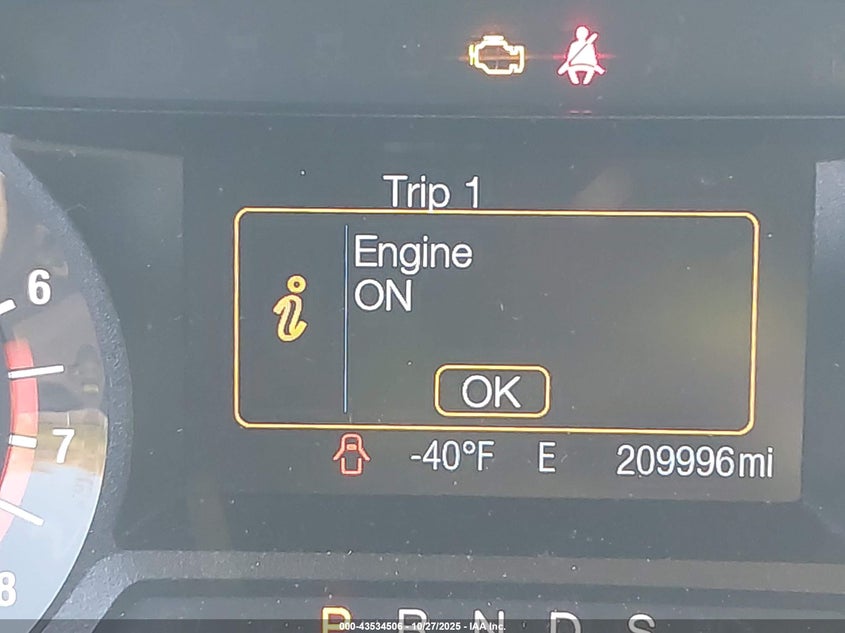 Trip 1
6
Engine
ON
OK
7
-40°F E 209996mi
8
P R N D S
000-43534506 - 10/27/2025 - IAA Inc.